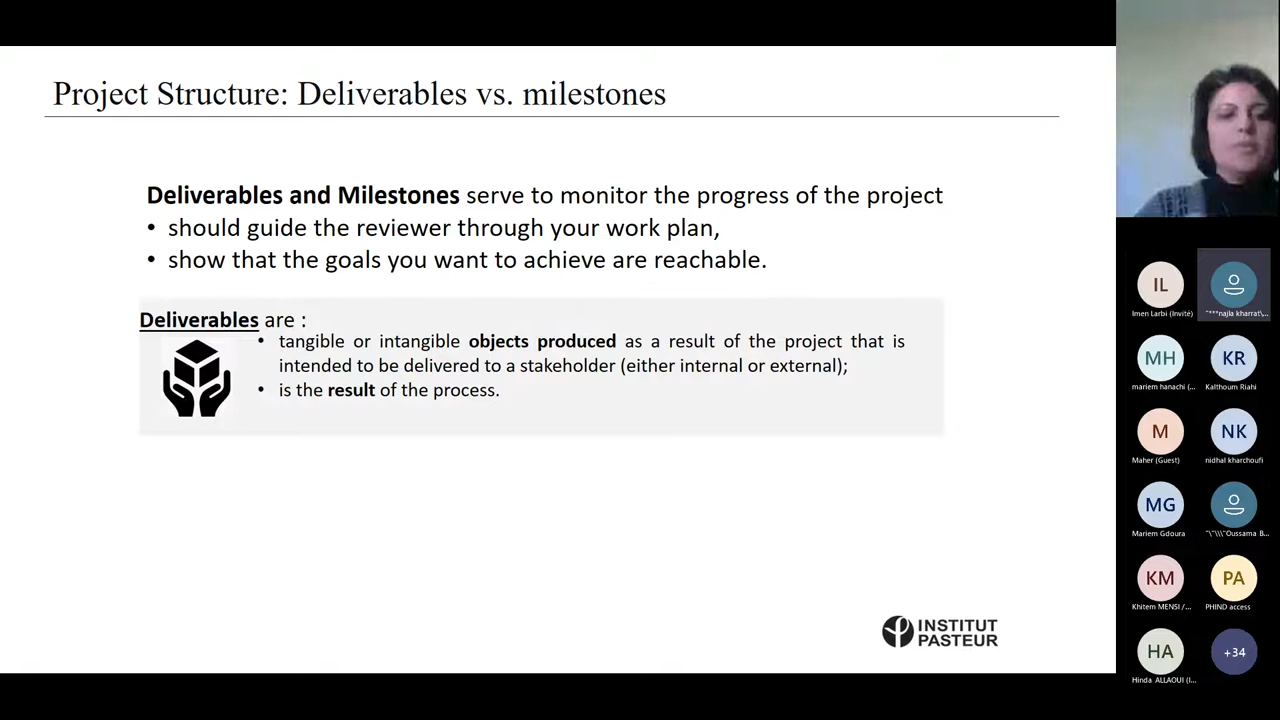 Project Structure: Deliverables vs. milestones
Deliverables and Milestones serve to monitor the progress of the project
• should guide the reviewer through your work plan,
• show that the goals you want to achieve are reachable.
Deliverables are :
• tangible or intangible objects produced as a result of the project that is
intended to be delivered to a stakeholder (either internal or external);
• is the result of the process.
INSTITUT
PASTEUR
IL
Imen Larbi (Invité)
"***najla kharrat\...
MH
mariem hanachi (...
KR
Kalthoum Riahi
M
Maher (Guest)
NK
nidhal kharchoufi
MG
Mariem Gdoura
"\"\\\"Oussama B...
KM
Khitem MENSI /...
PA
PHIND access
HA
Hinda ALLAOUI (I...
+34